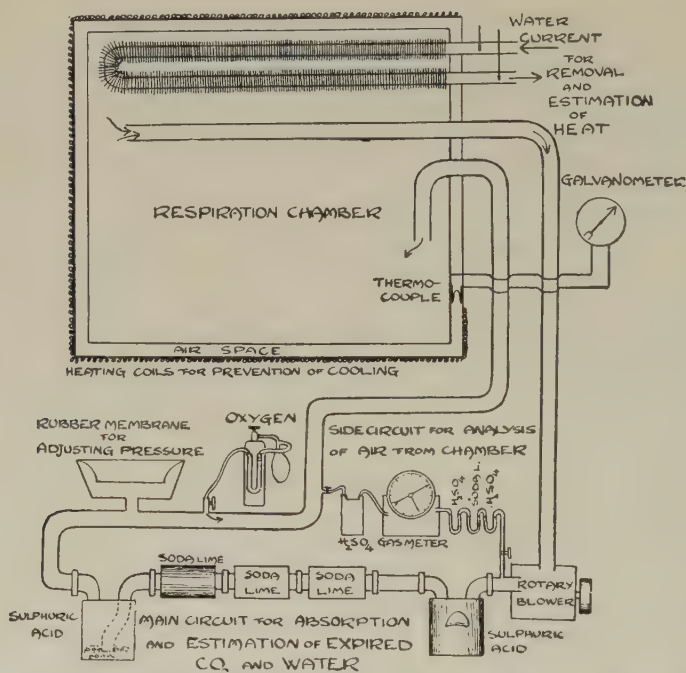 WATER
CURRENT
FOR
REMOVAL
AND
ESTIMATION
OF
HEAT
GALVANOMETER
RESPIRATION CHAMBER
THERMO-
COUPLE
AIR SPACE
HEATING COILS FOR PREVENTION OF COOLING
RUBBER MEMBRANE
FOR
ADJUSTING PRESSURE
OXYGEN
SIDE CIRCUIT FOR ANALYSIS
OF AIR FROM CHAMBER
H₂SO₄
SODA L.
H₂SO₄
H₂SO₄
GASMETER
SODA LIME
SODA
LIME
SODA
LIME
ROTARY
BLOWER
SULPHURIC
ACID
MAIN CIRCUIT FOR ABSORPTION
AND ESTIMATION OF EXPIRED
CO₂ AND WATER
SULPHURIC
ACID